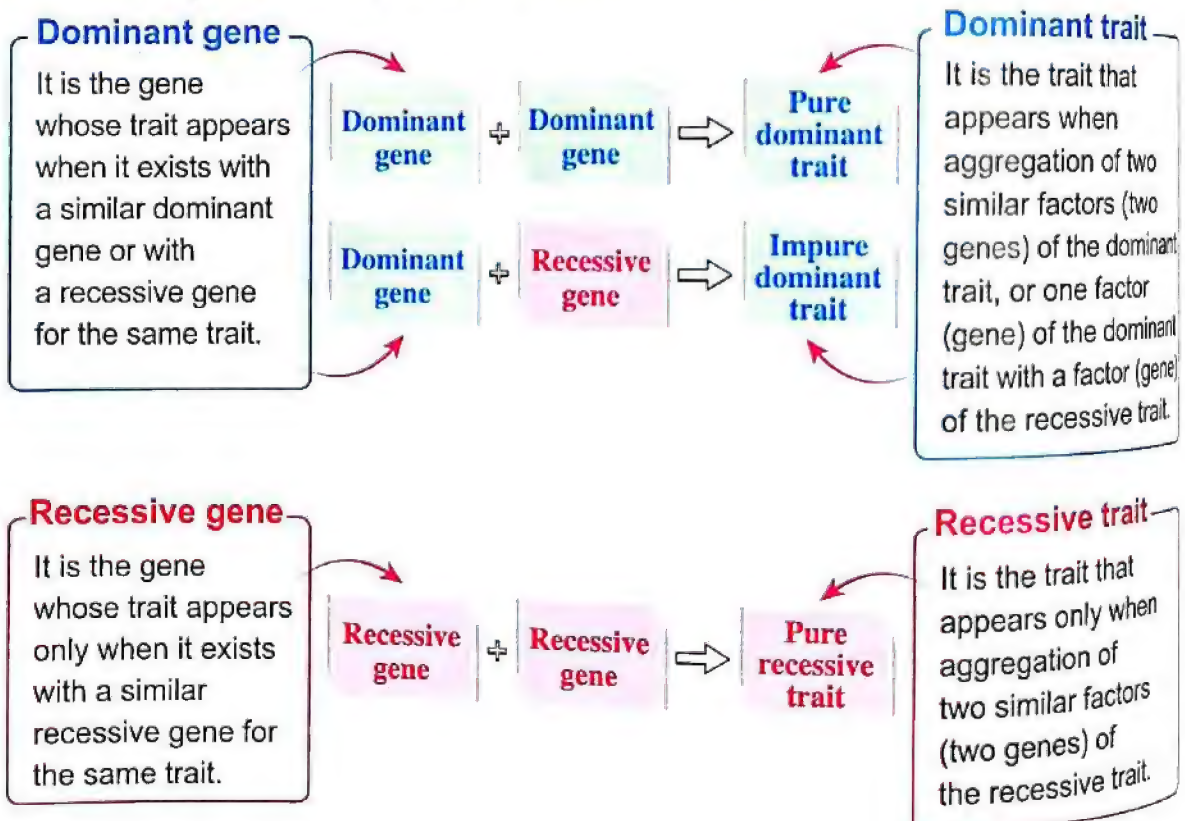 Dominant gene
It is the gene
whose trait appears
when it exists with
a similar dominant
gene or with
a recessive gene
for the same trait.
Dominant
gene
+
Dominant
gene
Pure
dominant
trait
Dominant
gene
+
Recessive
gene
Impure
dominant
trait
Dominant trait
It is the trait that
appears when
aggregation of two
similar factors (two
genes) of the dominant
trait, or one factor
(gene) of the dominant
trait with a factor (gene)
of the recessive trait.
Recessive gene
It is the gene
whose trait appears
only when it exists
with a similar
recessive gene for
the same trait.
Recessive
gene
+
Recessive
gene
Pure
recessive
trait
Recessive trait
It is the trait that
appears only when
aggregation of
two similar factors
(two genes) of
the recessive trait.